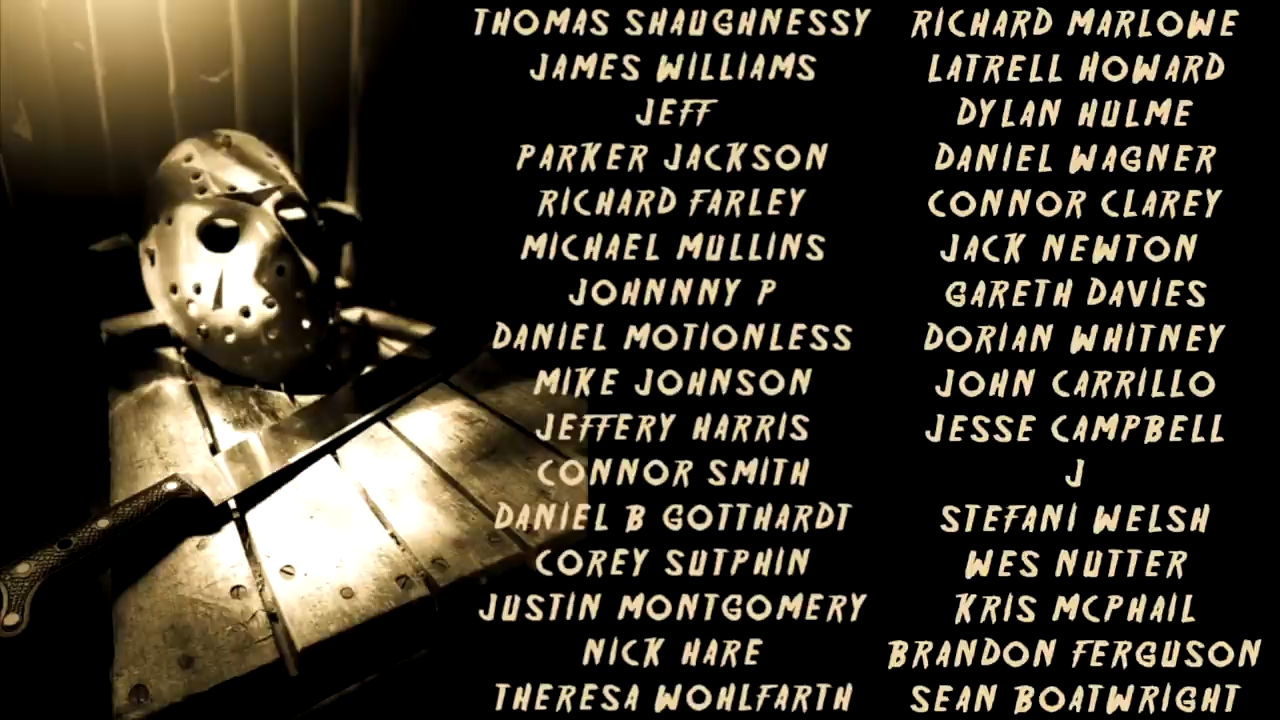 THOMAS SHAUGHNESSY
JAMES WILLIAMS
JEFF
PARKER JACKSON
RICHARD FARLEY
MICHAEL MULLINS
JOHNNNY P
DANIEL MOTIONLESS
MIKE JOHNSON
JEFFERY HARRIS
CONNOR SMITH
DANIEL B GOTTHARDT
COREY SUTPHIN
JUSTIN MONTGOMERY
NICK HARE
THERESA WOHLFARTH
RICHARD MARLOWE
LATRELL HOWARD
DYLAN HULME
DANIEL WAGNER
CONNOR CLAREY
JACK NEWTON
GARETH DAVIES
DORIAN WHITNEY
JOHN CARRILLO
JESSE CAMPBELL
J
STEFANI WELSH
WES NUTTER
KRIS MCPHAIL
BRANDON FERGUSON
SEAN BOATWRIGHT